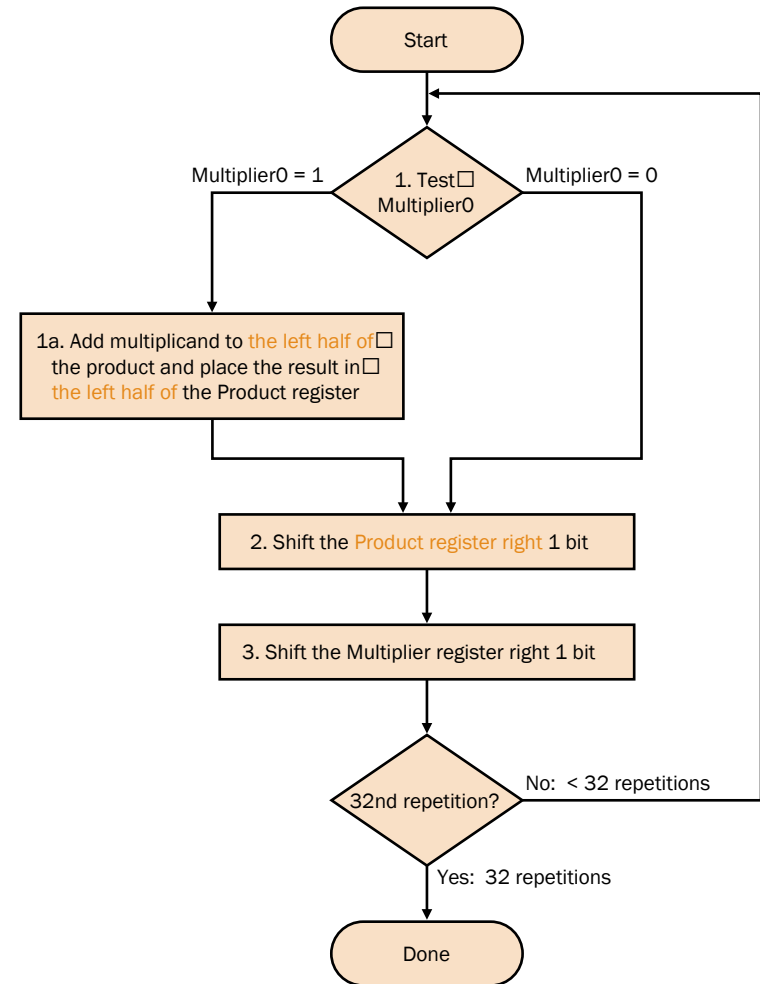 Start
Multiplier0 = 1
1. Test□
Multiplier0
Multiplier0 = 0
1a. Add multiplicand to the left half of□
the product and place the result in□
the left half of the Product register
2. Shift the Product register right 1 bit
3. Shift the Multiplier register right 1 bit
32nd repetition?
No:  < 32 repetitions
Yes:  32 repetitions
Done